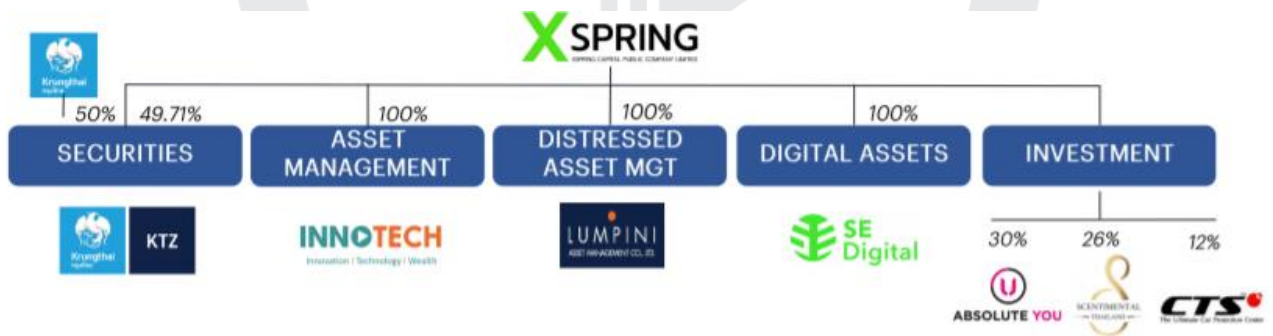 XSPRING
XSPRING CAPITAL PUBLIC COMPANY LIMITED
Krungthai
50%
49.71%
100%
100%
100%
SECURITIES
ASSET
MANAGEMENT
DISTRESSED
ASSET MGT
DIGITAL ASSETS
INVESTMENT
Krungthai
KTZ
INNOTECH
Innovation | Technology | Wealth
LUMPINI
ASSET MANAGEMENT CO., LTD.
SE
Digital
30%
26%
12%
U
ABSOLUTE YOU
SCENTIMENTAL
THAILAND
CTS
The Ultimate Car Protection Center